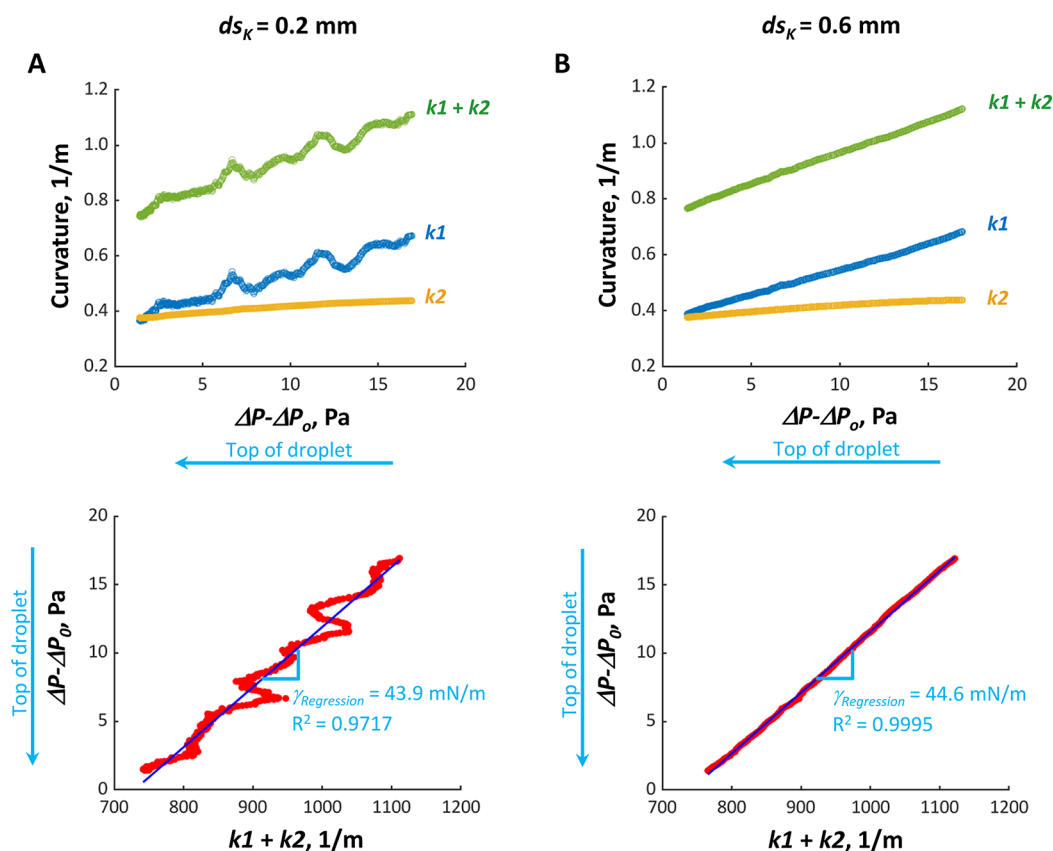 ds_K = 0.2 mm
ds_K = 0.6 mm
A
1.2
1.0
0.8
0.6
0.4
0.2
0
5
10
15
20
Curvature, 1/m
k1 + k2
k1
k2
ΔP-ΔP_o, Pa
Top of droplet
B
1.2
1.0
0.8
0.6
0.4
0.2
0
5
10
15
20
Curvature, 1/m
k1 + k2
k1
k2
ΔP-ΔP_o, Pa
Top of droplet
Top of droplet
ΔP-ΔP_0, Pa
20
15
10
5
0
700
800
900
1000
1100
1200
γ_Regression = 43.9 mN/m
R² = 0.9717
k1 + k2, 1/m
Top of droplet
ΔP-ΔP_0, Pa
20
15
10
5
0
700
800
900
1000
1100
1200
γ_Regression = 44.6 mN/m
R² = 0.9995
k1 + k2, 1/m